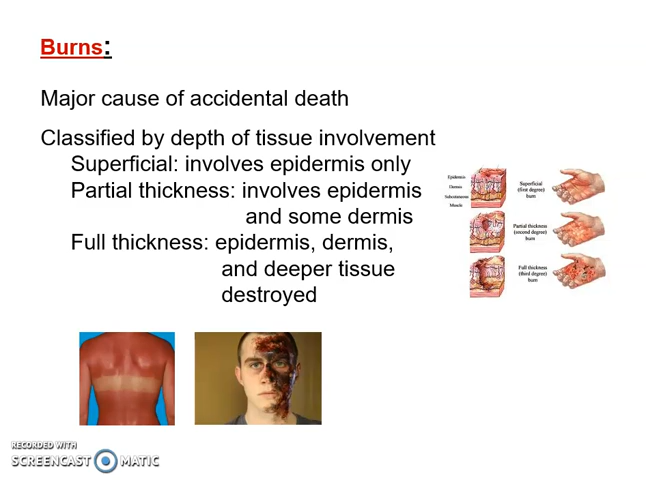 Burns:
Major cause of accidental death
Classified by depth of tissue involvement
Superficial: involves epidermis only
Partial thickness: involves epidermis
and some dermis
Full thickness: epidermis, dermis,
and deeper tissue
destroyed
Epidermis
Dermis
Subcutaneous
Muscle
Superficial
(first degree)
burn
Partial thickness
(second degree)
burn
Full thickness
(third degree)
burn
RECORDED WITH
SCREENCAST MATIC